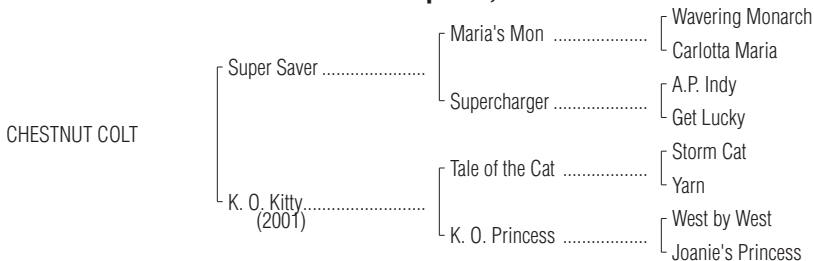 Wavering Monarch
Maria's Mon ....................
Carlotta Maria
Super Saver ......................
A.P. Indy
Supercharger ....................
Get Lucky
CHESTNUT COLT
Storm Cat
Tale of the Cat ..................
Yarn
K. O. Kitty..........................
(2001)
West by West
K. O. Princess ...................
Joanie's Princess